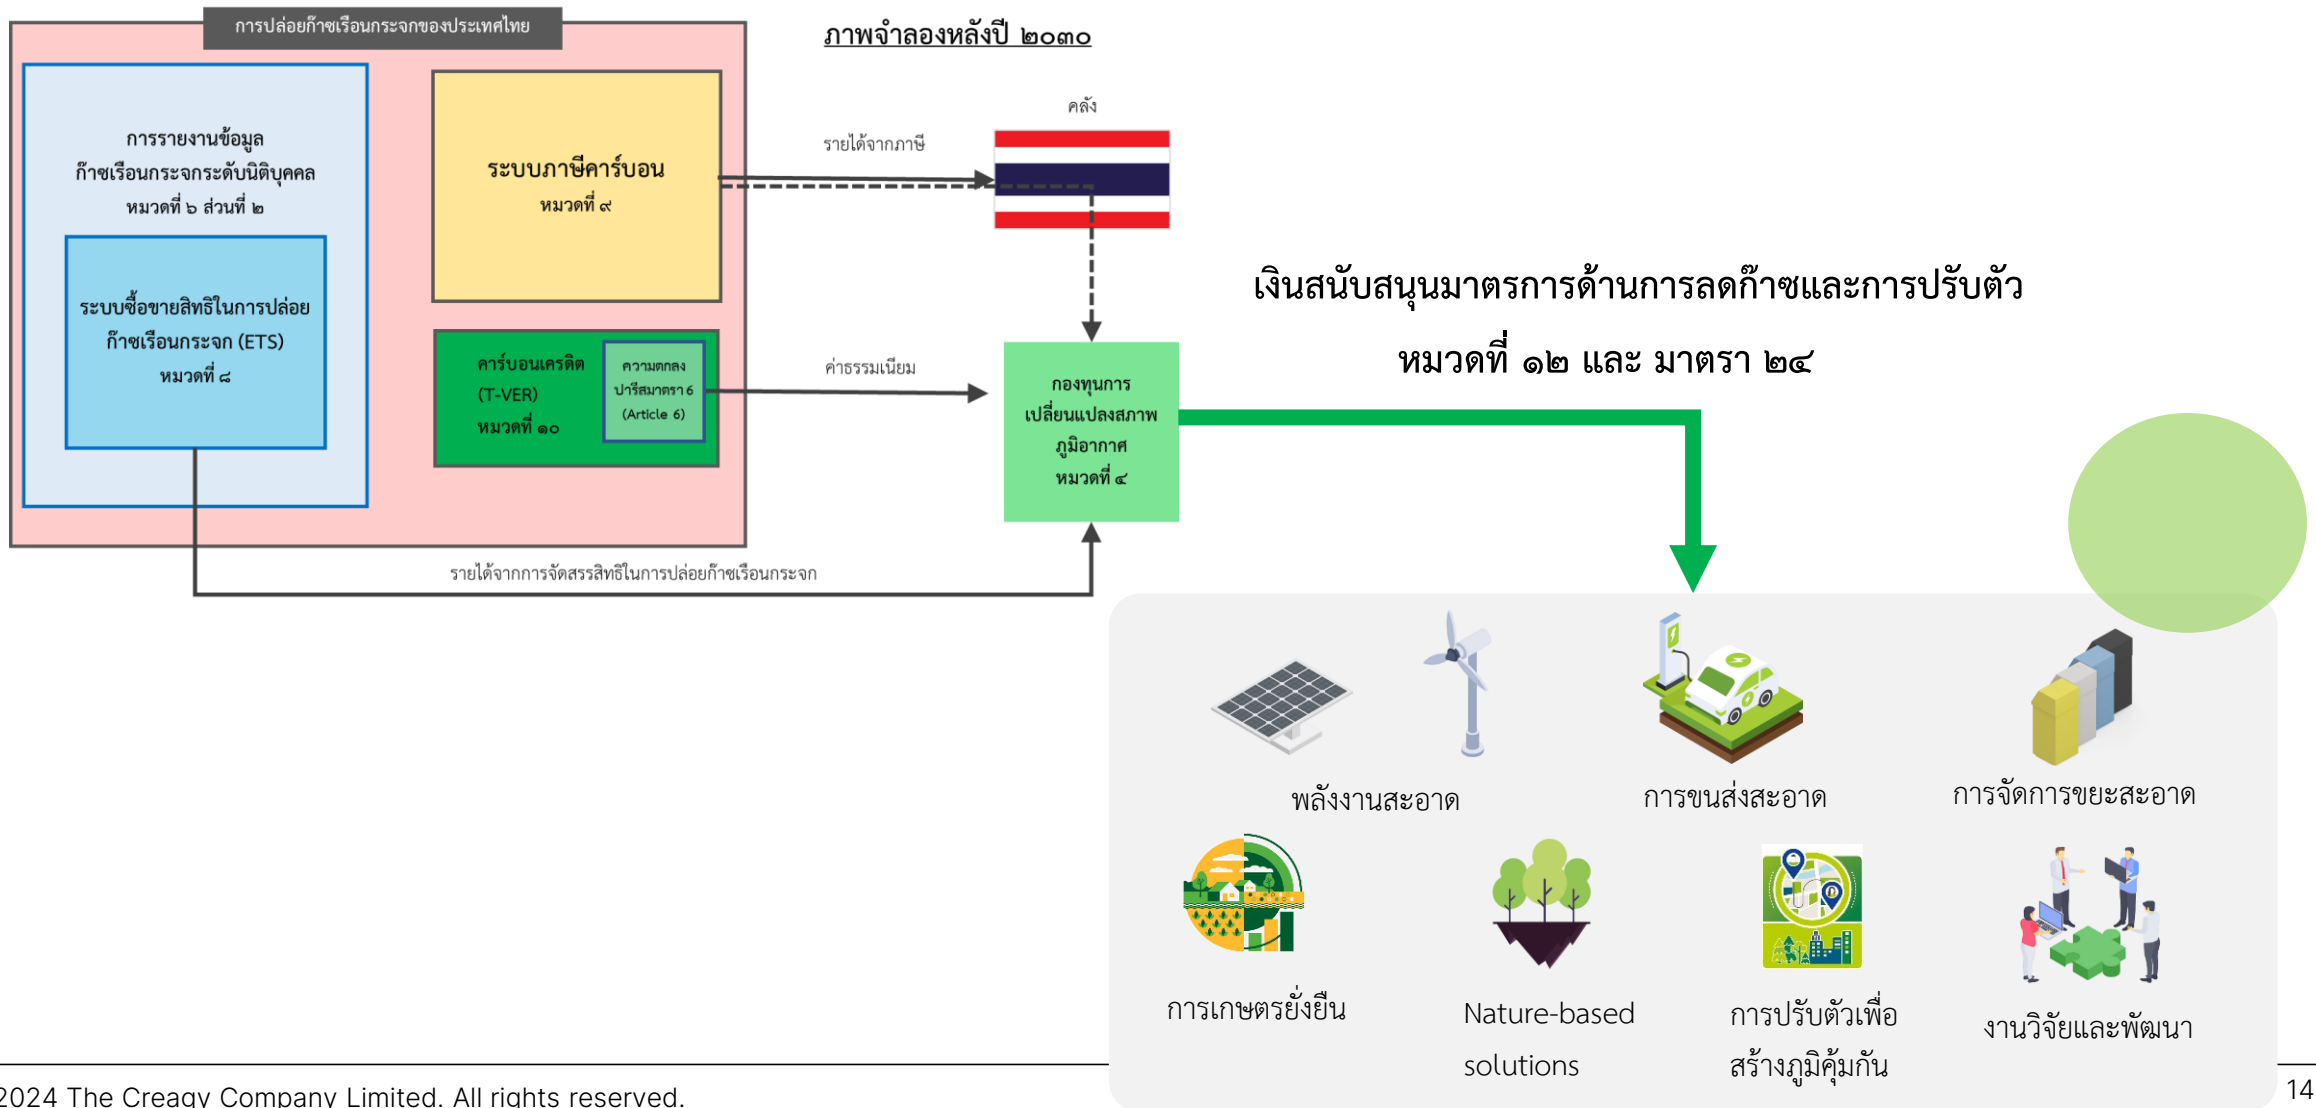 การปล่อยก๊าซเรือนกระจกของประเทศไทย
ภาพจำลองหลังปี ๒๐๓๐
การรายงานข้อมูล
ก๊าซเรือนกระจกระดับนิติบุคคล
หมวดที่ ๖ ส่วนที่ ๒
ระบบซื้อขายสิทธิในการปล่อย
ก๊าซเรือนกระจก (ETS)
หมวดที่ ๘
ระบบภาษีคาร์บอน
หมวดที่ ๙
คาร์บอนเครดิต
(T-VER)
หมวดที่ ๑๐
ความตกลง
ปารีสมาตรา 6
(Article 6)
รายได้จากภาษี
คลัง
ค่าธรรมเนียม
กองทุนการ
เปลี่ยนแปลงสภาพ
ภูมิอากาศ
หมวดที่ ๔
รายได้จากการจัดสรรสิทธิในการปล่อยก๊าซเรือนกระจก
เงินสนับสนุนมาตรการด้านการลดก๊าซและการปรับตัว
หมวดที่ ๑๒ และ มาตรา ๒๔
พลังงานสะอาด
การขนส่งสะอาด
การจัดการขยะสะอาด
การเกษตรยั่งยืน
Nature-based
solutions
การปรับตัวเพื่อ
สร้างภูมิคุ้มกัน
งานวิจัยและพัฒนา
2024 The Creagy Company Limited. All rights reserved.
14